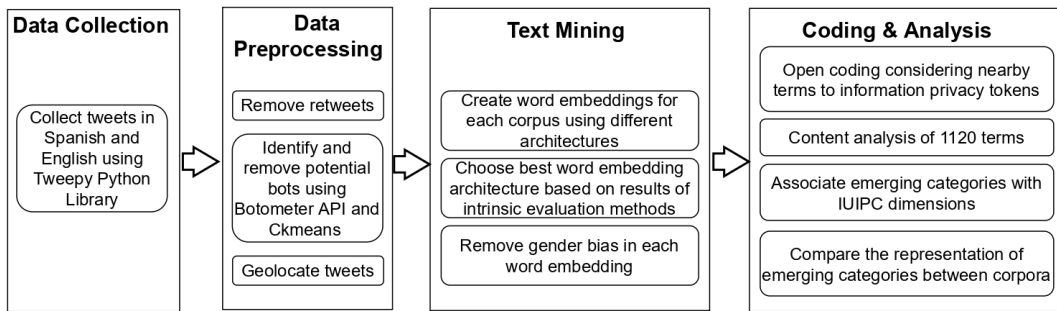 Data Collection
Collect tweets in
Spanish and
English using
Tweepy Python
Library
Data
Preprocessing
Remove retweets
Identify and
remove potential
bots using
Botometer API and
Ckmeans
Geolocate tweets
Text Mining
Create word embeddings for
each corpus using different
architectures
Choose best word embedding
architecture based on results of
intrinsic evaluation methods
Remove gender bias in each
word embedding
Coding & Analysis
Open coding considering nearby
terms to information privacy tokens
Content analysis of 1120 terms
Associate emerging categories with
IUIPC dimensions
Compare the representation of
emerging categories between corpora